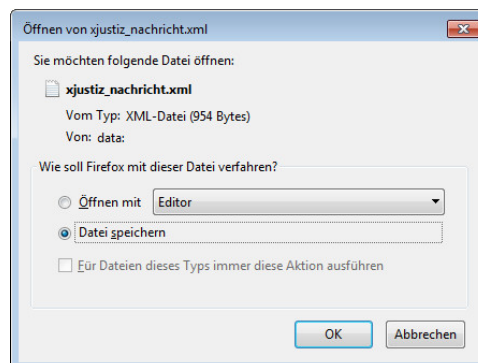 Öffnen von xjustiz_nachricht.xml
Sie möchten folgende Datei öffnen:
xjustiz_nachricht.xml
Vom Typ: XML-Datei (954 Bytes)
Von: data:
Wie soll Firefox mit dieser Datei verfahren?
Öffnen mit Editor
Datei speichern
Für Dateien dieses Typs immer diese Aktion ausführen
OK Abbrechen